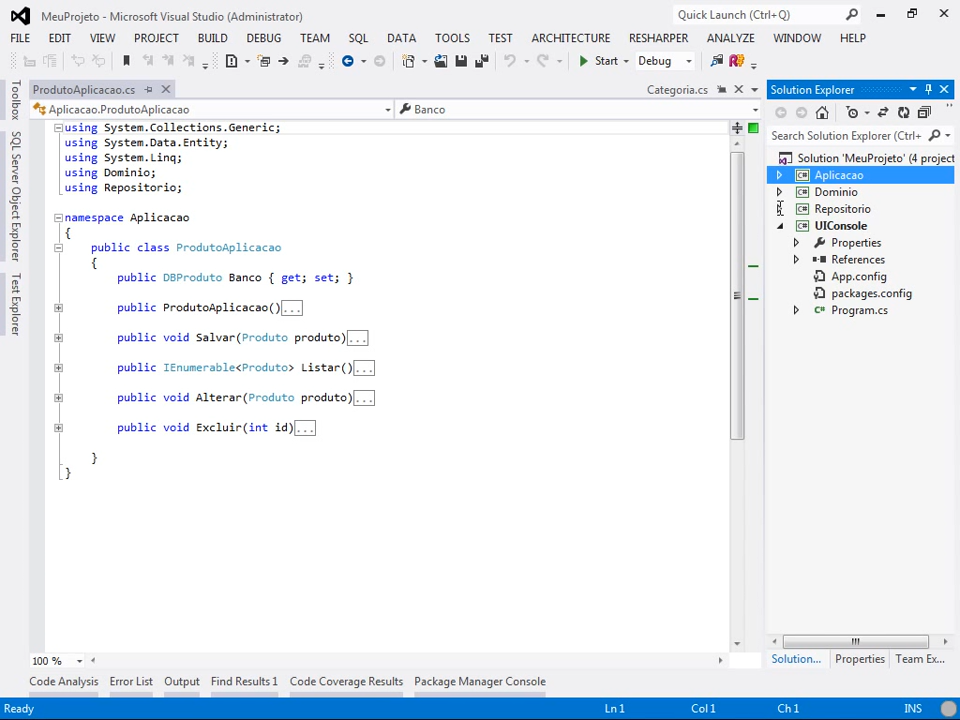 MeuProjeto - Microsoft Visual Studio (Administrator)
Quick Launch (Ctrl+Q)
FILE EDIT VIEW PROJECT BUILD DEBUG TEAM SQL DATA TOOLS TEST ARCHITECTURE RESHARPER ANALYZE WINDOW HELP
Start Debug
Toolbox
SQL Server Object Explorer
Test Explorer
ProdutoAplicacao.cs
Categoria.cs
Aplicacao.ProdutoAplicacao
Banco
using System.Collections.Generic;
using System.Data.Entity;
using System.Linq;
using Dominio;
using Repositorio;
namespace Aplicacao
{
public class ProdutoAplicacao
{
public DBProduto Banco { get; set; }
public ProdutoAplicacao()...
public void Salvar(Produto produto)...
public IEnumerable<Produto> Listar()...
public void Alterar(Produto produto)...
public void Excluir(int id)...
}
}
100 %
Solution Explorer
Search Solution Explorer (Ctrl+
Solution 'MeuProjeto' (4 project
Aplicacao
Dominio
Repositorio
UIConsole
Properties
References
App.config
packages.config
Program.cs
Solution... Properties Team Ex...
Code Analysis Error List Output Find Results 1 Code Coverage Results Package Manager Console
Ready Ln 1 Col 1 Ch 1 INS